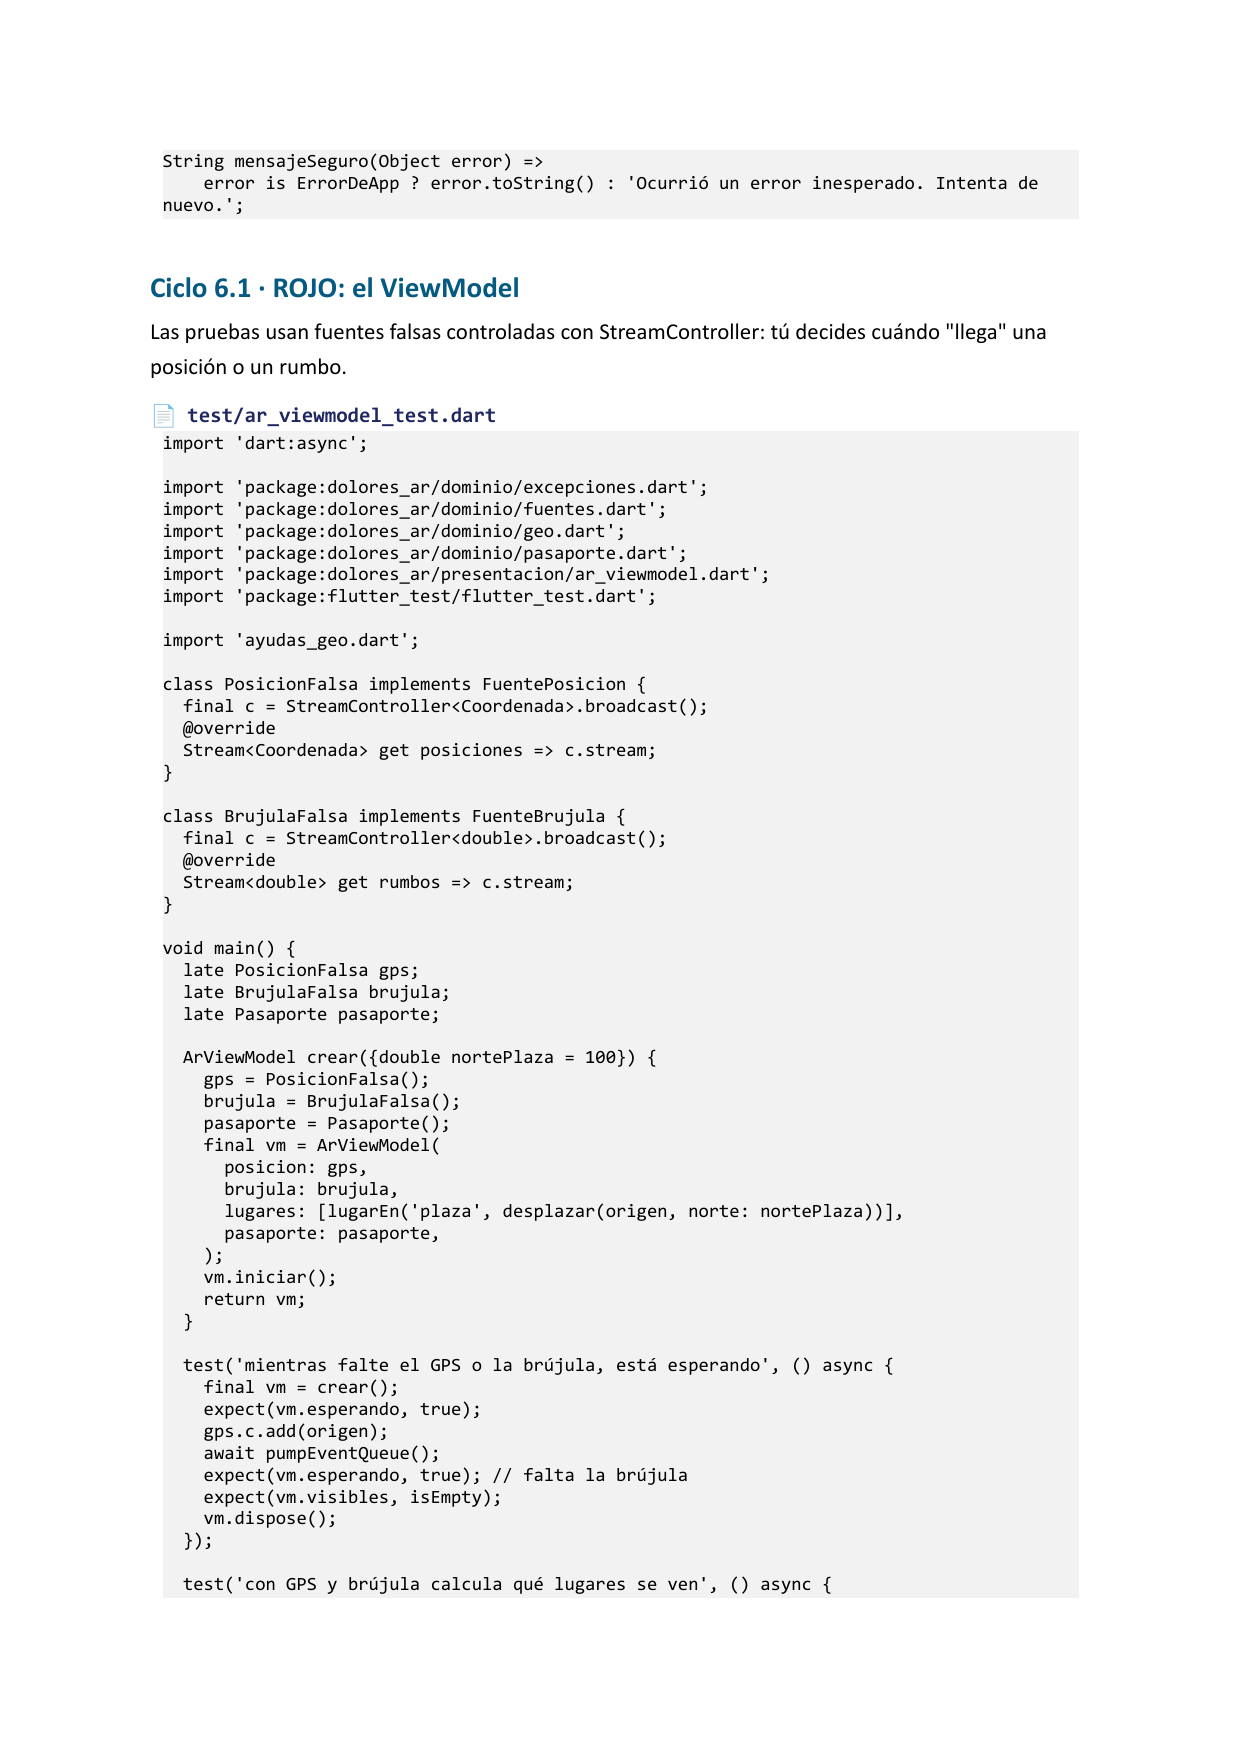 String mensajeSeguro(Object error) =>
    error is ErrorDeApp ? error.toString() : 'Ocurrió un error inesperado. Intenta de
nuevo.';
Ciclo 6.1 · ROJO: el ViewModel
Las pruebas usan fuentes falsas controladas con StreamController: tú decides cuándo "llega" una
posición o un rumbo.
test/ar_viewmodel_test.dart
import 'dart:async';

import 'package:dolores_ar/dominio/excepciones.dart';
import 'package:dolores_ar/dominio/fuentes.dart';
import 'package:dolores_ar/dominio/geo.dart';
import 'package:dolores_ar/dominio/pasaporte.dart';
import 'package:dolores_ar/presentacion/ar_viewmodel.dart';
import 'package:flutter_test/flutter_test.dart';

import 'ayudas_geo.dart';

class PosicionFalsa implements FuentePosicion {
  final c = StreamController<Coordenada>.broadcast();
  @override
  Stream<Coordenada> get posiciones => c.stream;
}

class BrujulaFalsa implements FuenteBrujula {
  final c = StreamController<double>.broadcast();
  @override
  Stream<double> get rumbos => c.stream;
}

void main() {
  late PosicionFalsa gps;
  late BrujulaFalsa brujula;
  late Pasaporte pasaporte;

  ArViewModel crear({double nortePlaza = 100}) {
    gps = PosicionFalsa();
    brujula = BrujulaFalsa();
    pasaporte = Pasaporte();
    final vm = ArViewModel(
      posicion: gps,
      brujula: brujula,
      lugares: [lugarEn('plaza', desplazar(origen, norte: nortePlaza))],
      pasaporte: pasaporte,
    );
    vm.iniciar();
    return vm;
  }

  test('mientras falte el GPS o la brújula, está esperando', () async {
    final vm = crear();
    expect(vm.esperando, true);
    gps.c.add(origen);
    await pumpEventQueue();
    expect(vm.esperando, true); // falta la brújula
    expect(vm.visibles, isEmpty);
    vm.dispose();
  });

  test('con GPS y brújula calcula qué lugares se ven', () async {